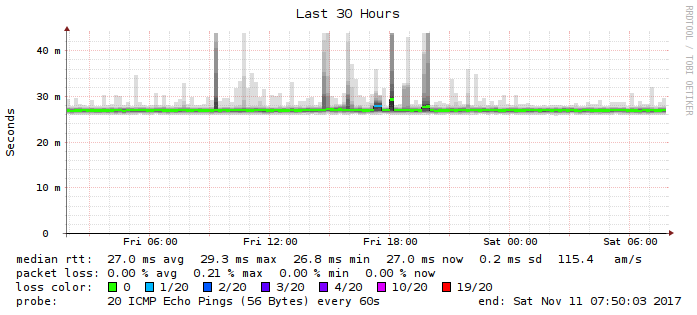 Last 30 Hours
RRDTOOL / TOBI OETIKER
Seconds
40 m
30 m
20 m
10 m
0
Fri 06:00 Fri 12:00 Fri 18:00 Sat 00:00 Sat 06:00
median rtt: 27.0 ms avg 29.3 ms max 26.8 ms min 27.0 ms now 0.2 ms sd 115.4 am/s
packet loss: 0.00 % avg 0.21 % max 0.00 % min 0.00 % now
loss color: 0 1/20 2/20 3/20 4/20 10/20 19/20
probe: 20 ICMP Echo Pings (56 Bytes) every 60s end: Sat Nov 11 07:50:03 2017